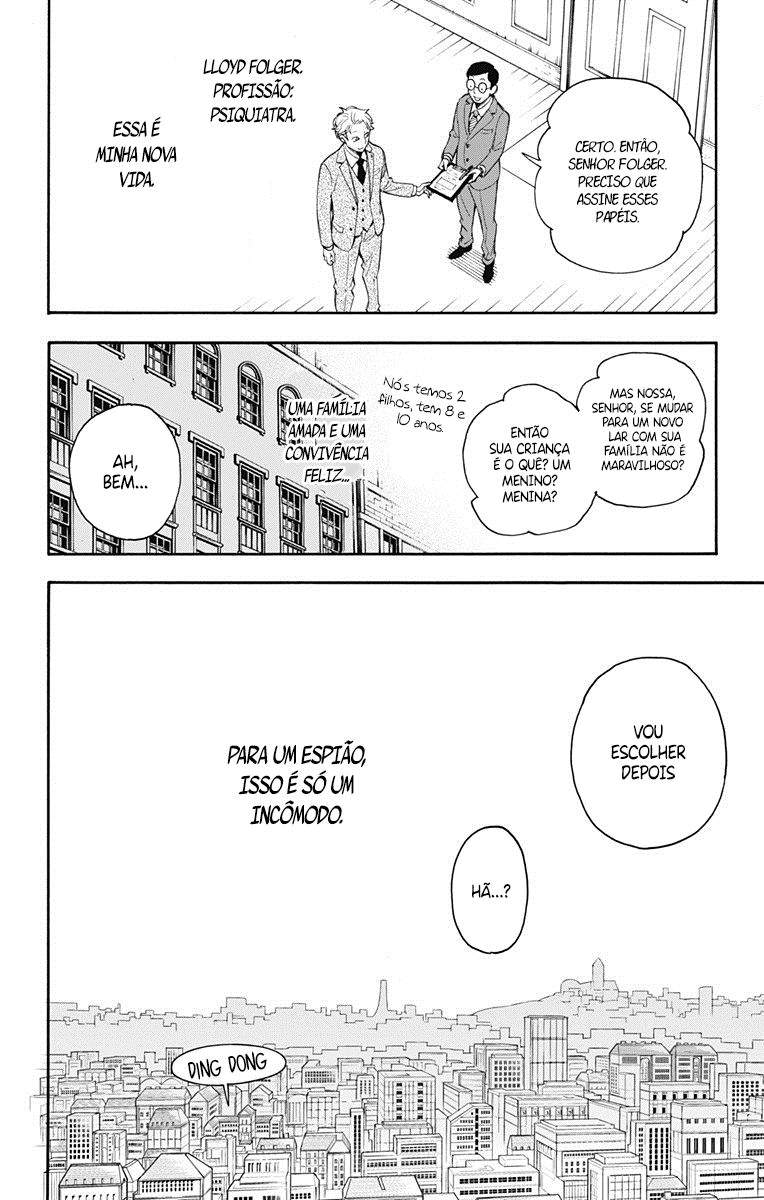 CERTO. ENTÃO,
SENHOR FOLGER.
PRECISO QUE
ASSINE ESSES
PAPÉIS.
LLOYD FOLGER.
PROFISSÃO:
PSIQUIATRA.
ESSA É
MINHA NOVA
VIDA.
MAS NOSSA,
SENHOR, SE MUDAR
PARA UM NOVO
LAR COM SUA
FAMÍLIA NÃO É
MARAVILHOSO?
ENTÃO
SUA CRIANÇA
É O QUÊ? UM
MENINO?
MENINA?
Nós temos 2
filhos, tem 8 e
10 anos.
UMA FAMÍLIA
AMADA E UMA
CONVIVÊNCIA
FELIZ...
AH,
BEM...
VOU
ESCOLHER
DEPOIS
HÃ...?
PARA UM ESPIÃO,
ISSO É SÓ UM
INCÔMODO.
DING DONG